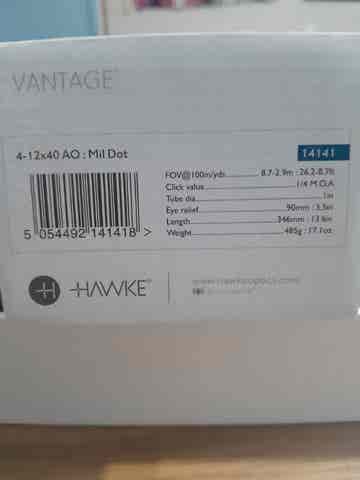 VANTAGE®
4-12x40 AO : Mil Dot
14141
FOV@100m/yds 8.7-2.9m : 26.2-8.7ft
Click value 1/4 M.O.A
Tube dia. 1in
Eye relief 90mm : 3.5in
Length 346mm : 13.6in
Weight 485g : 17.1oz
5 054492 141418 >
HAWKE®
www.hawkeoptics.com